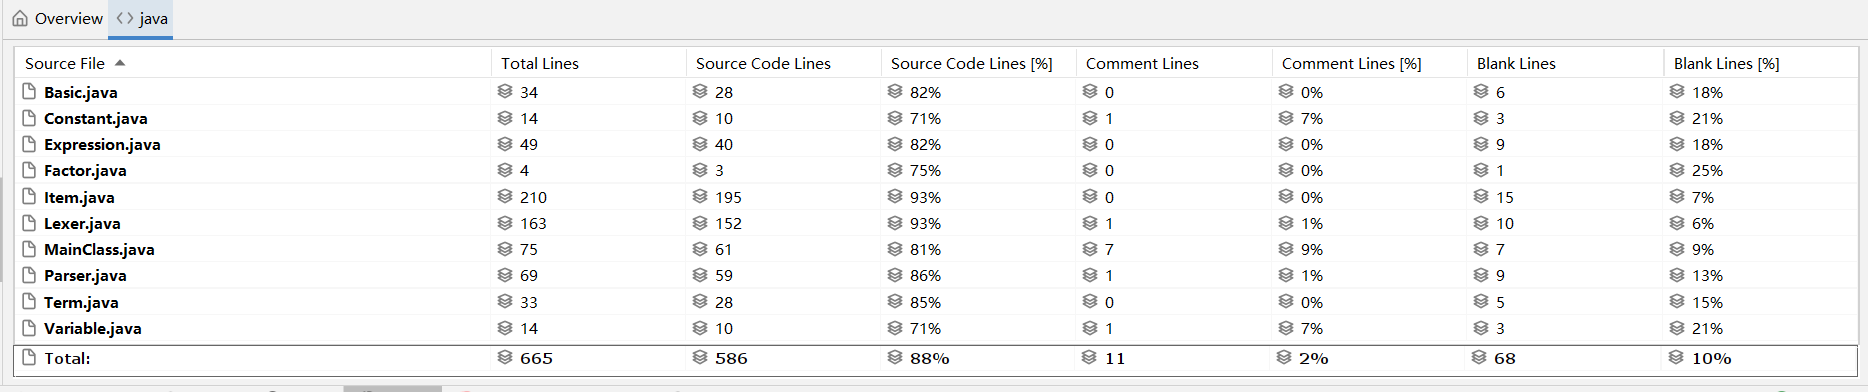 Overview java
Source File Total Lines Source Code Lines Source Code Lines [%] Comment Lines Comment Lines [%] Blank Lines Blank Lines [%]
Basic.java 34 28 82% 0 0% 6 18%
Constant.java 14 10 71% 1 7% 3 21%
Expression.java 49 40 82% 0 0% 9 18%
Factor.java 4 3 75% 0 0% 1 25%
Item.java 210 195 93% 0 0% 15 7%
Lexer.java 163 152 93% 1 1% 10 6%
MainClass.java 75 61 81% 7 9% 7 9%
Parser.java 69 59 86% 1 1% 9 13%
Term.java 33 28 85% 0 0% 5 15%
Variable.java 14 10 71% 1 7% 3 21%
Total: 665 586 88% 11 2% 68 10%